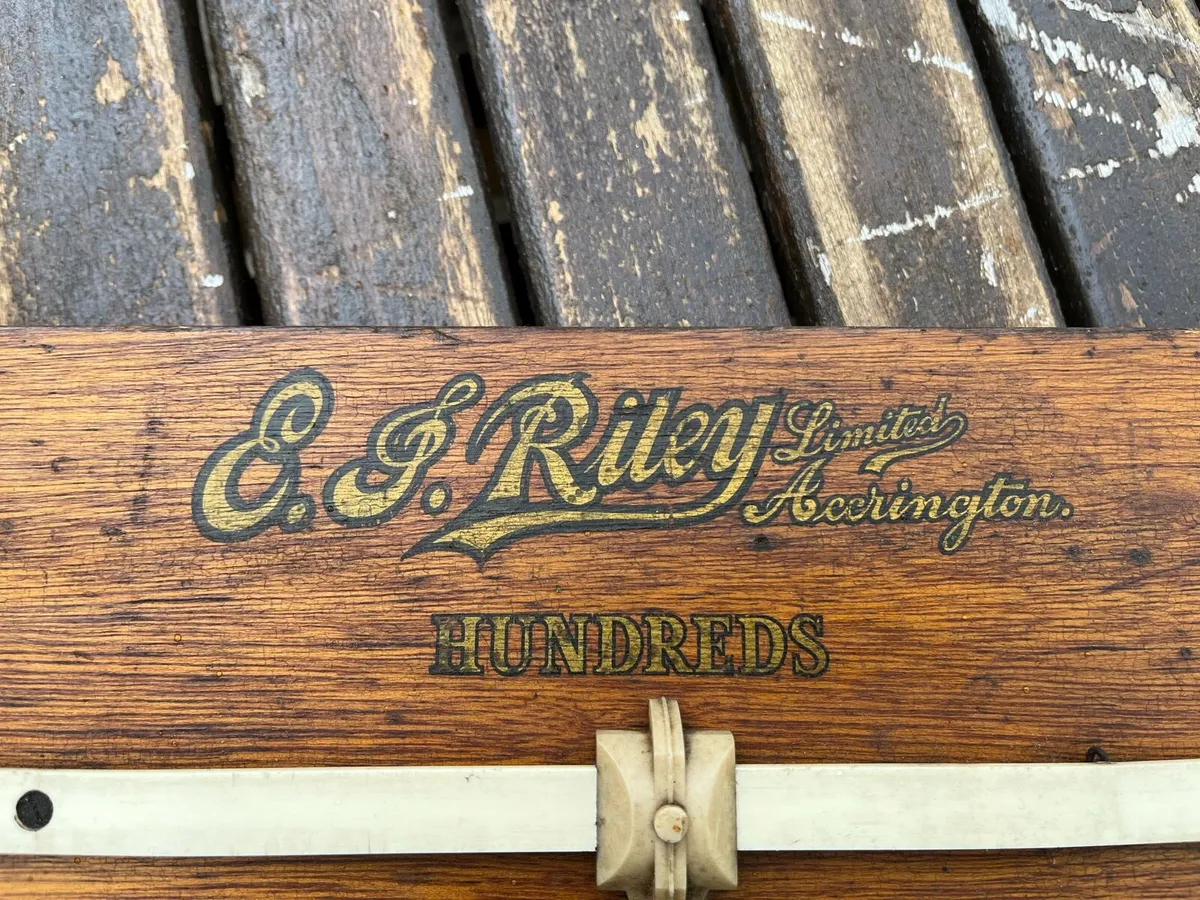 E. J. Riley Limited
Accrington.
HUNDREDS